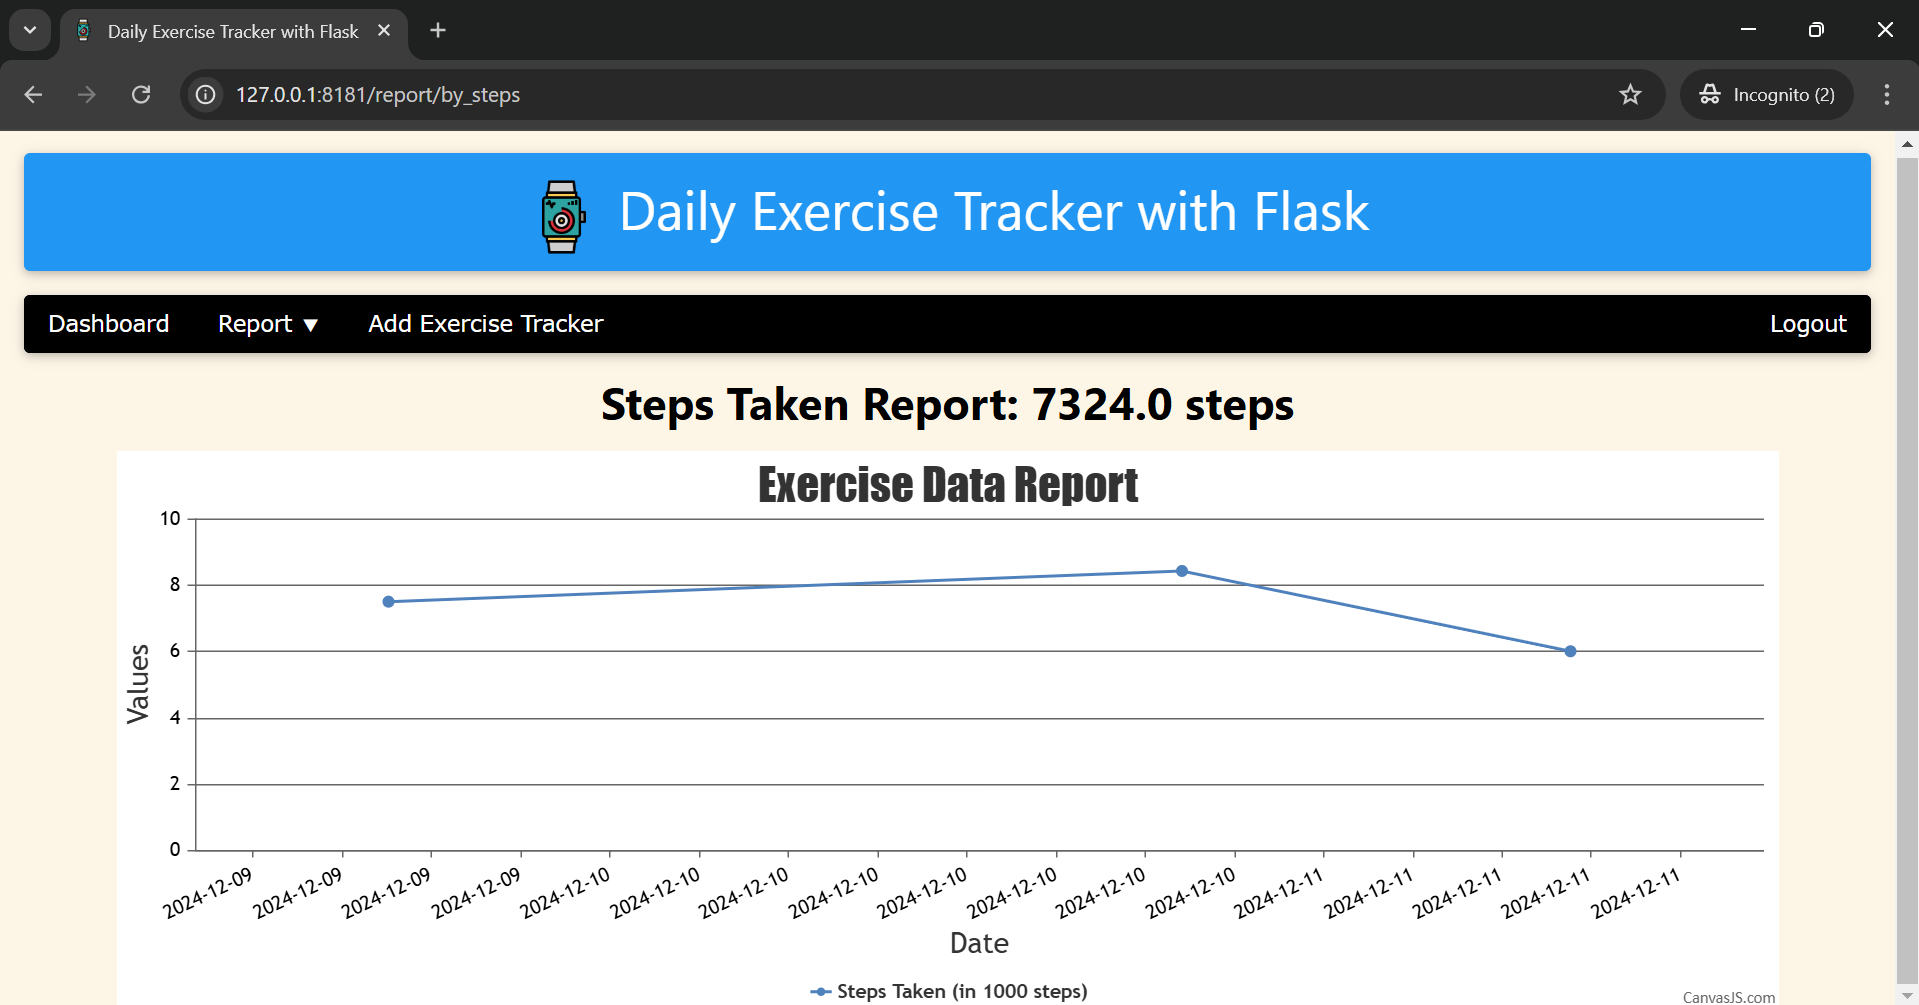 Daily Exercise Tracker with Flask
127.0.0.1:8181/report/by_steps
Incognito (2)
Daily Exercise Tracker with Flask
Dashboard Report ▼ Add Exercise Tracker Logout
Steps Taken Report: 7324.0 steps
Exercise Data Report
10
8
6
4
2
0
Values
2024-12-09 2024-12-09 2024-12-09 2024-12-09 2024-12-10 2024-12-10 2024-12-10 2024-12-10 2024-12-10 2024-12-10 2024-12-10 2024-12-10 2024-12-11 2024-12-11 2024-12-11 2024-12-11 2024-12-11
Date
Steps Taken (in 1000 steps)
CanvasJS.com